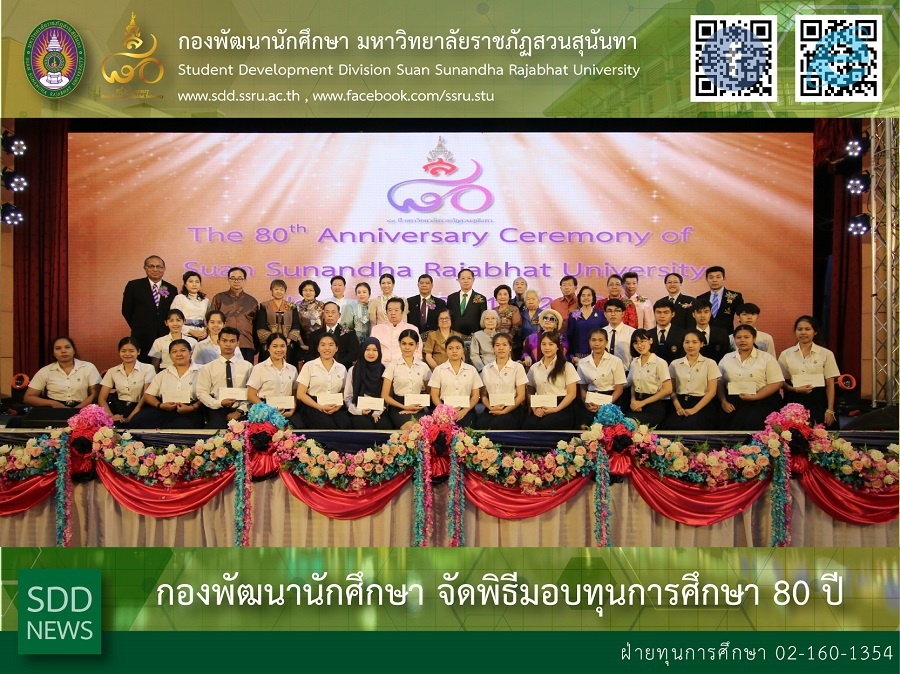 กองพัฒนานักศึกษา มหาวิทยาลัยราชภัฏสวนสุนันทา
Student Development Division Suan Sunandha Rajabhat University
www.sdd.ssru.ac.th , www.facebook.com/ssru.stu
๘๐
The 80th Anniversary Ceremony of
Suan Sunandha Rajabhat University
SDD
NEWS
กองพัฒนานักศึกษา จัดพิธีมอบทุนการศึกษา 80 ปี
ฝ่ายทุนการศึกษา 02-160-1354